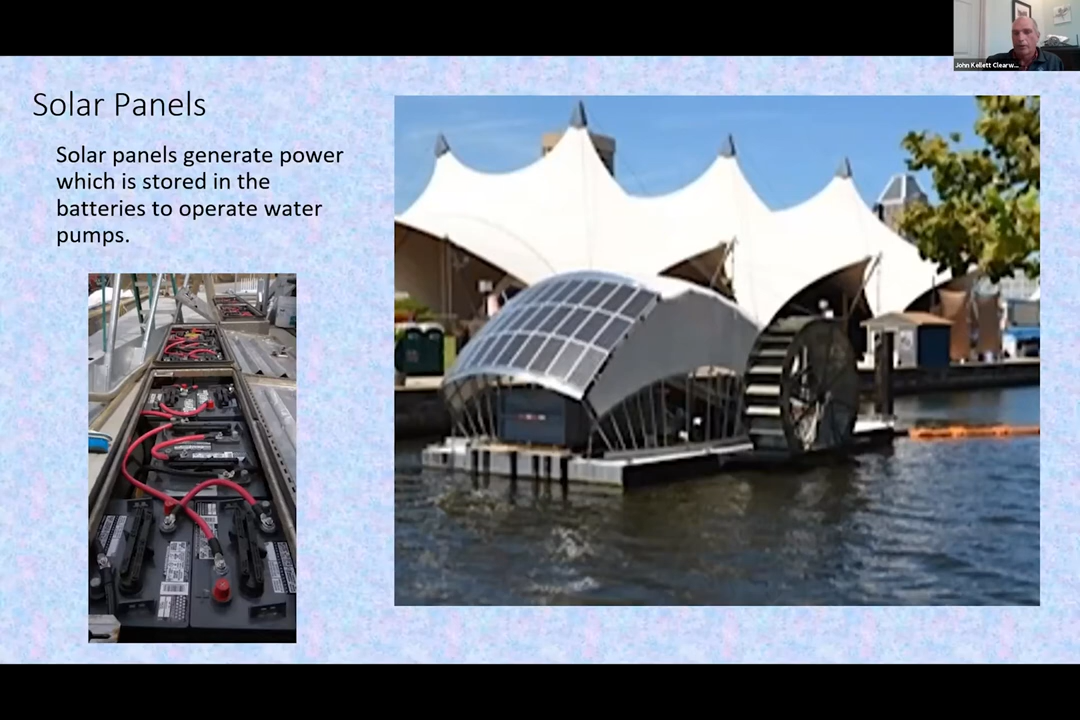 John Kellett Clearw...
Solar Panels
Solar panels generate power
which is stored in the
batteries to operate water
pumps.